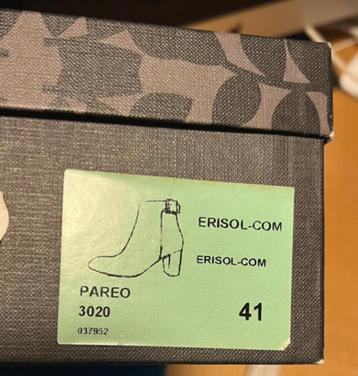 ERISOL-COM
ERISOL-COM
PAREO
3020 41
037952